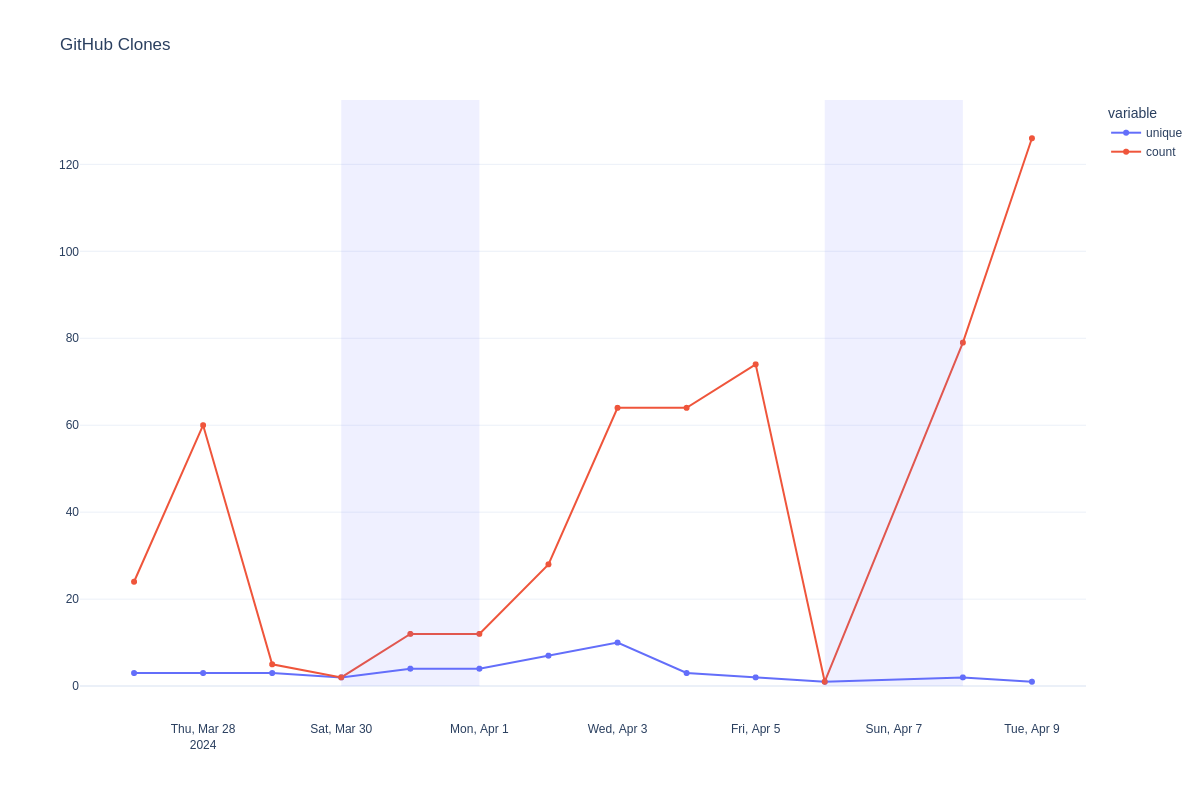 GitHub Clones
variable
unique
count
120
100
80
60
40
20
0
Thu, Mar 28
2024
Sat, Mar 30
Mon, Apr 1
Wed, Apr 3
Fri, Apr 5
Sun, Apr 7
Tue, Apr 9